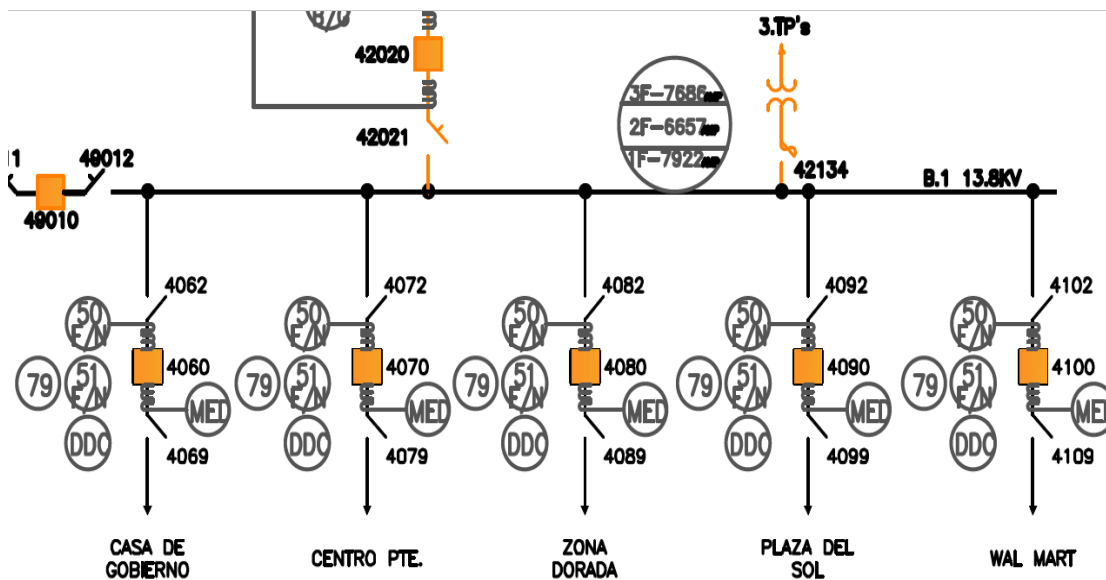 42020
3.TP's
3F-7686AMP
2F-6657AMP
1F-7922AMP
42021
49012
42134
B.1 13.8KV
49010
4062
4072
4082
4092
4102
50
F/N
50
F/N
50
F/N
50
F/N
50
F/N
4060
4070
4080
4090
4100
79
51
F/N
79
51
F/N
79
51
F/N
79
51
F/N
79
51
F/N
MED
MED
MED
MED
MED
DDC
DDC
DDC
DDC
DDC
4069
4079
4089
4099
4109
CASA DE
GOBIERNO
CENTRO PTE.
ZONA
DORADA
PLAZA DEL
SOL
WAL MART